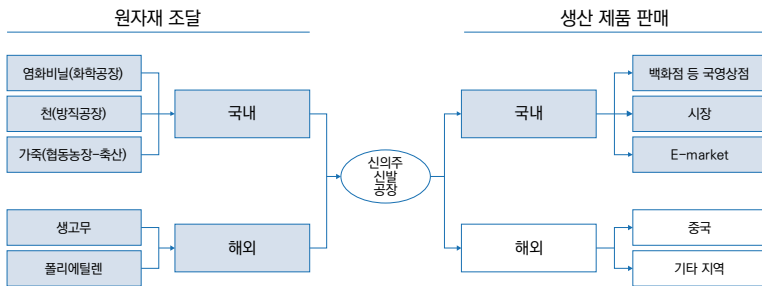 원자재 조달
생산 제품 판매
염화비닐(화학공장)
천(방직공장)
가죽(협동농장-축산)
국내
생고무
폴리에틸렌
해외
신의주
신발
공장
국내
백화점 등 국영상점
시장
E-market
해외
중국
기타 지역